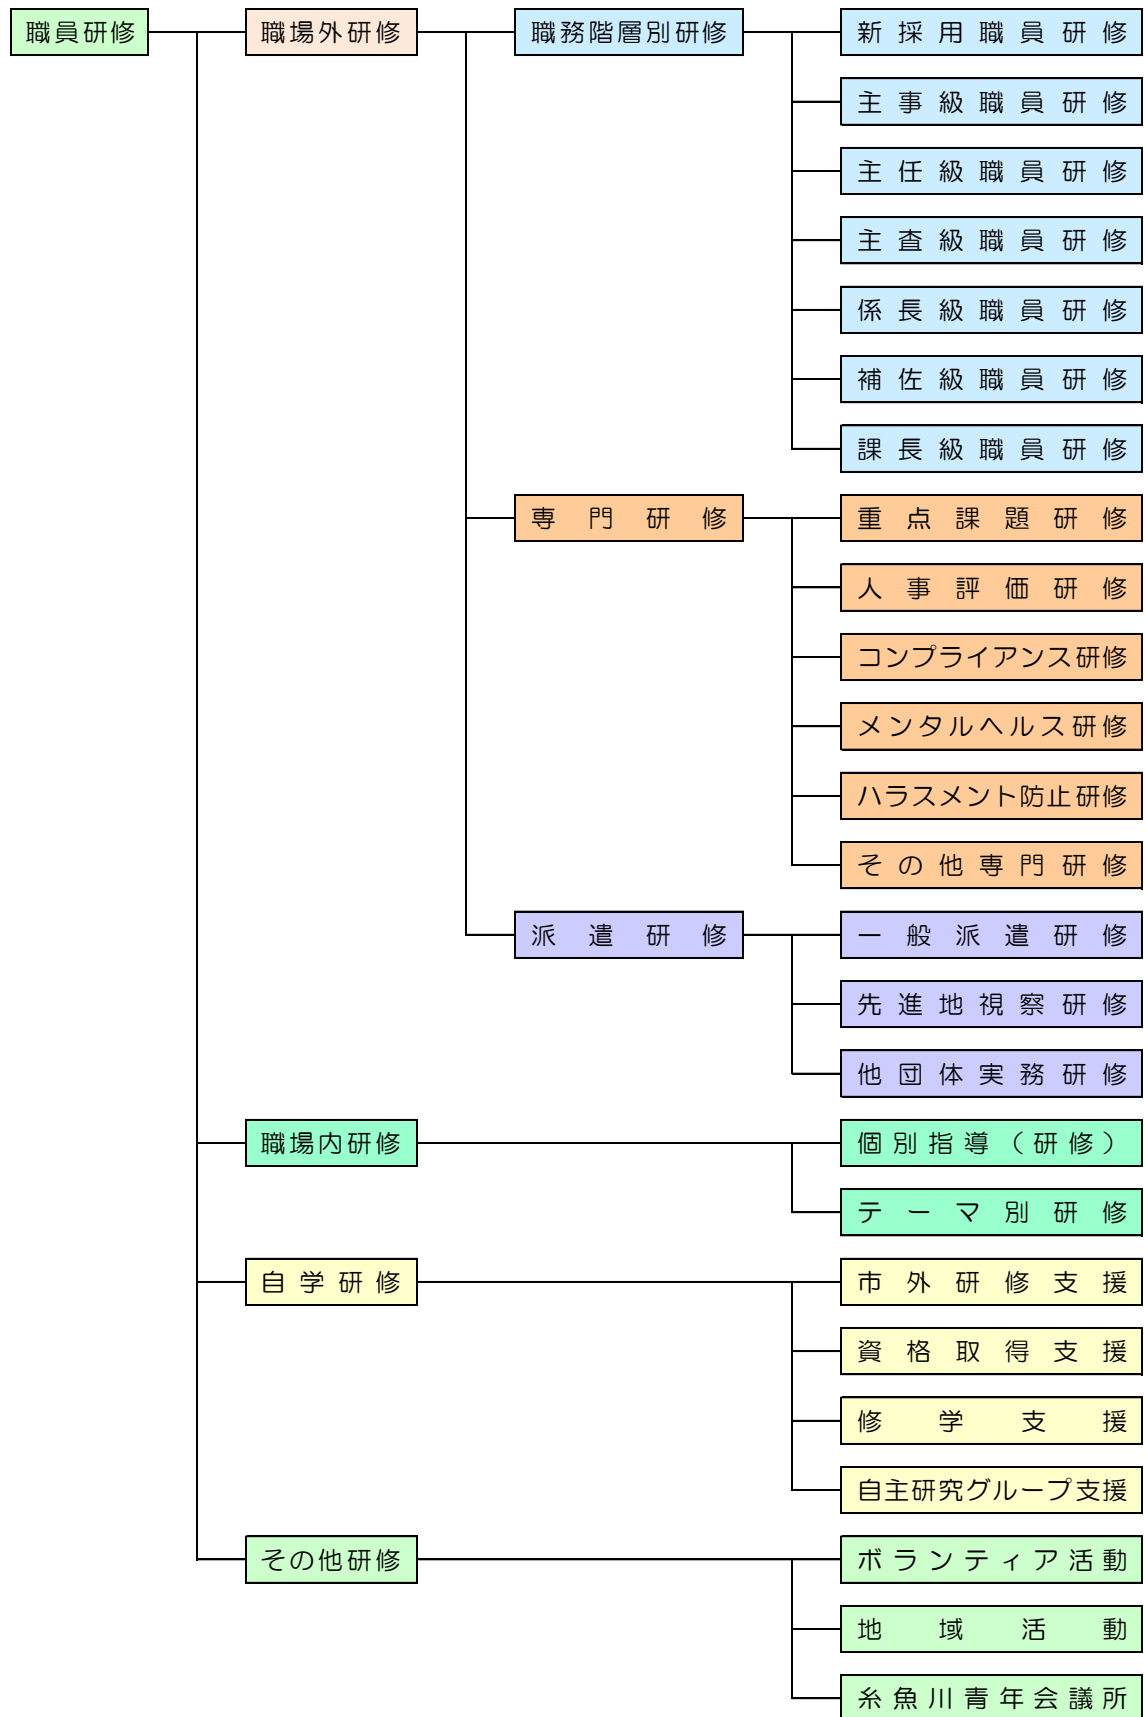 職員研修
職場外研修
職務階層別研修
新採用職員研修
主事級職員研修
主任級職員研修
主査級職員研修
係長級職員研修
補佐級職員研修
課長級職員研修
専門研修
重点課題研修
人事評価研修
コンプライアンス研修
メンタルヘルス研修
ハラスメント防止研修
その他専門研修
派遣研修
一般派遣研修
先進地視察研修
他団体実務研修
職場内研修
個別指導（研修）
テーマ別研修
自学研修
市外研修支援
資格取得支援
修学支援
自主研究グループ支援
その他研修
ボランティア活動
地域活動
糸魚川青年会議所